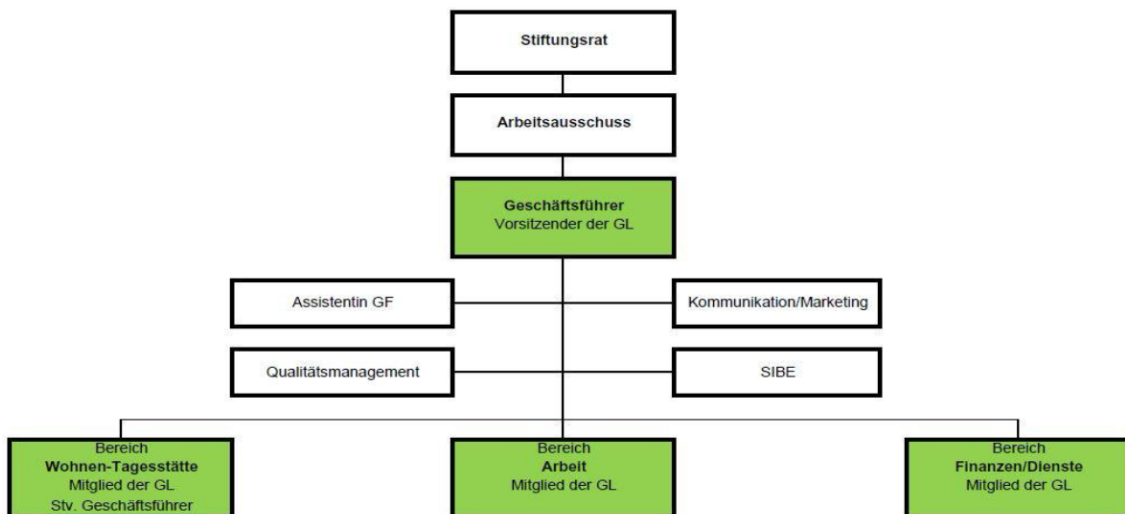 Stiftungsrat
Arbeitsausschuss
Geschäftsführer
Vorsitzender der GL
Assistentin GF
Kommunikation/Marketing
Qualitätsmanagement
SIBE
Bereich
Wohnen-Tagesstätte
Mitglied der GL
Stv. Geschäftsführer
Bereich
Arbeit
Mitglied der GL
Bereich
Finanzen/Dienste
Mitglied der GL